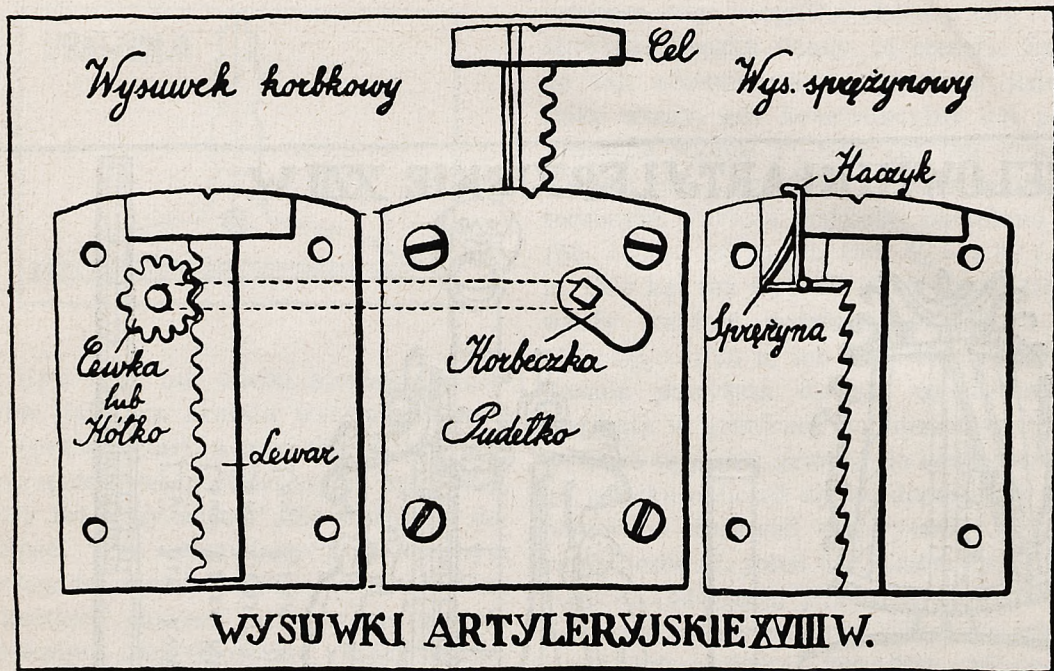 Wysuwek korbkowy
Cel
Wys. sprężynowy
Haczyk
Cewka
lub
Kółko
Lewar
Korbeczka
Pudełko
Sprężyna
WYSUWKI ARTYLERYJSKIE XVIII W.